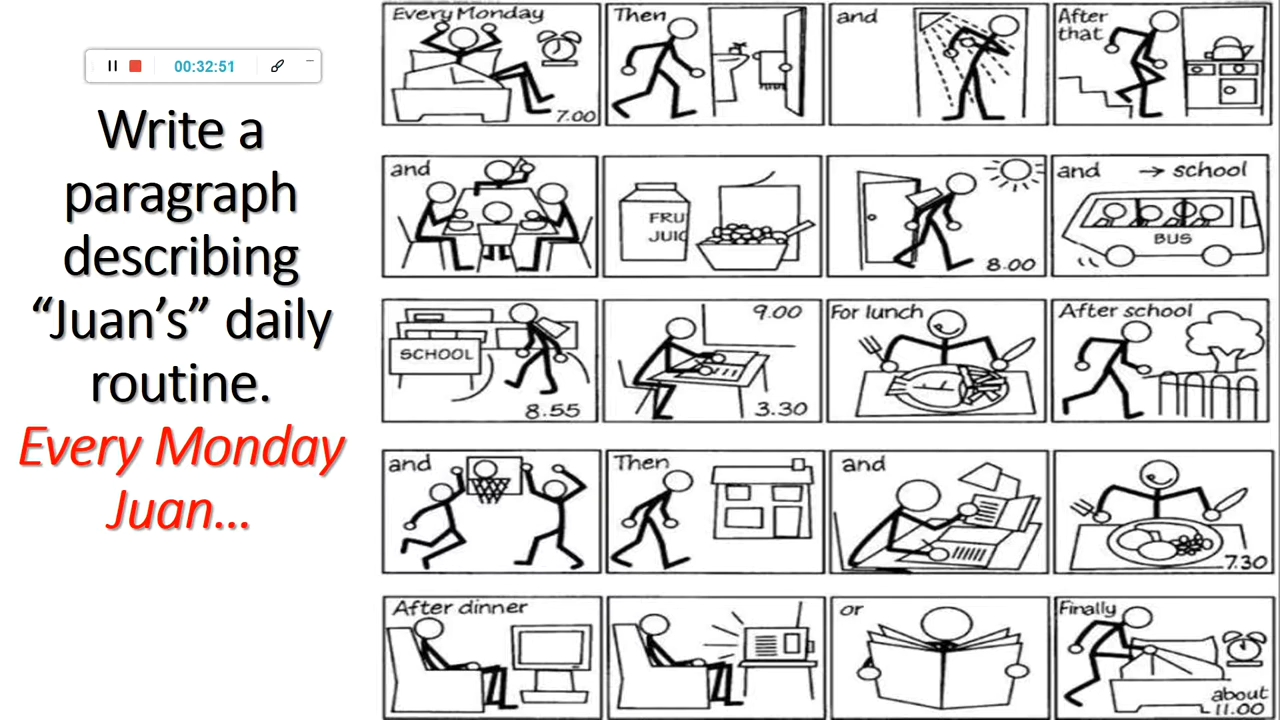 00:32:51
Write a
paragraph
describing
“Juan’s” daily
routine.
Every Monday
Juan...
Every Monday
7.00
Then
and
After
that
and
FRU
JUIC
8.00
and → school
BUS
SCHOOL
8.55
9.00
3.30
For lunch
After school
and
Then
and
7.30
After dinner
or
Finally
about
11.00